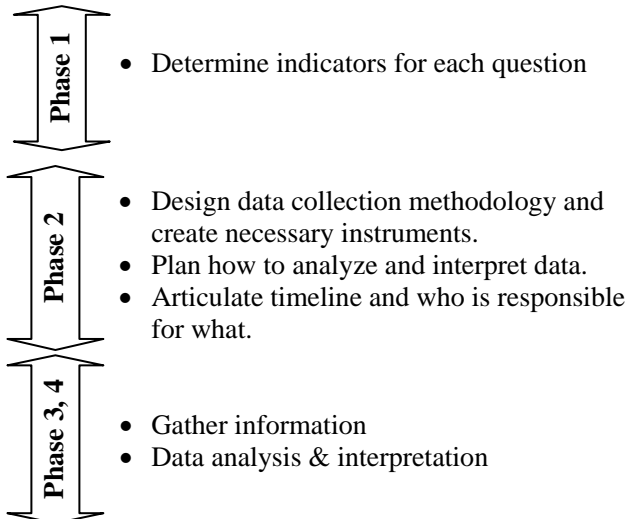 Phase 1
• Determine indicators for each question
Phase 2
• Design data collection methodology and
create necessary instruments.
• Plan how to analyze and interpret data.
• Articulate timeline and who is responsible
for what.
Phase 3, 4
• Gather information
• Data analysis & interpretation